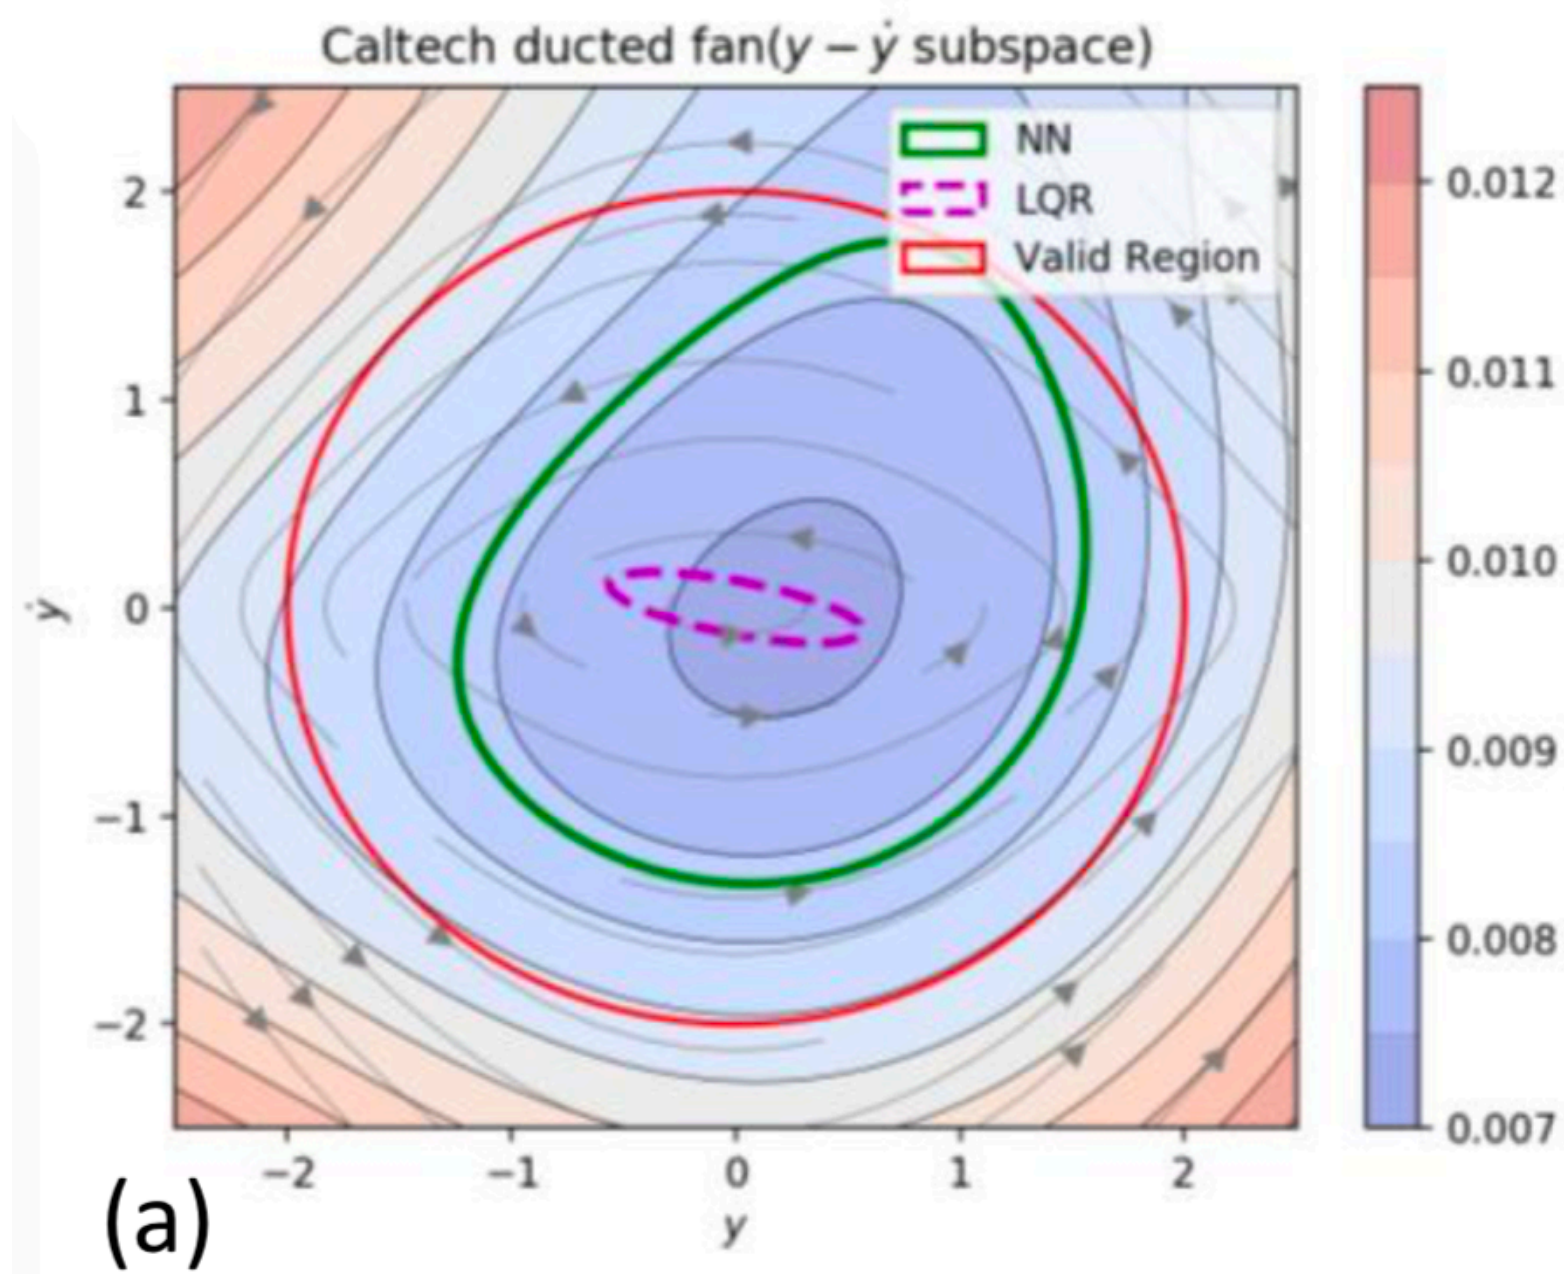 Caltech ducted fan(y − ẏ subspace)
NN
LQR
Valid Region
2
1
0
−1
−2
ẏ
−2
−1
0
1
2
y
0.012
0.011
0.010
0.009
0.008
0.007
(a)